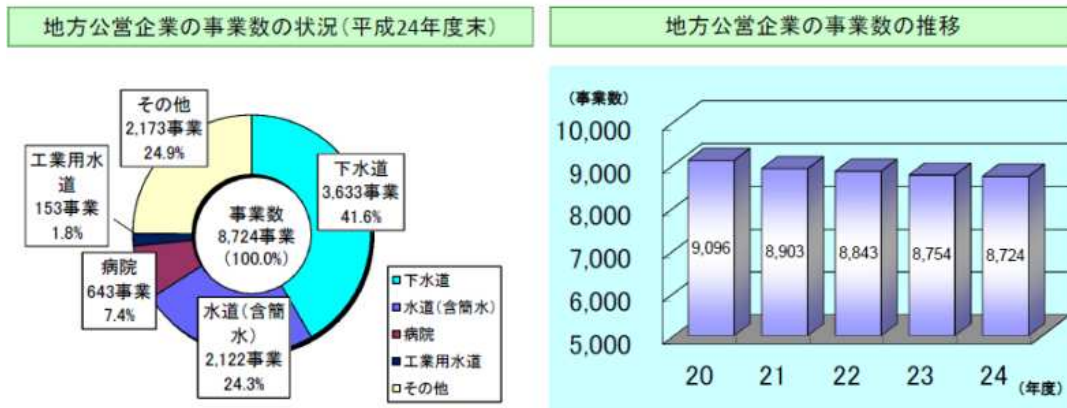 地方公営企業の事業数の状況(平成24年度末)
その他
2,173事業
24.9%
工業用水
道
153事業
1.8%
病院
643事業
7.4%
下水道
3,633事業
41.6%
事業数
8,724事業
(100.0%)
水道(含簡
水)
2,122事業
24.3%
下水道
水道(含簡水)
病院
工業用水道
その他
地方公営企業の事業数の推移
(事業数)
10,000
9,000
8,000
7,000
6,000
5,000
9,096
8,903
8,843
8,754
8,724
20
21
22
23
24
(年度)